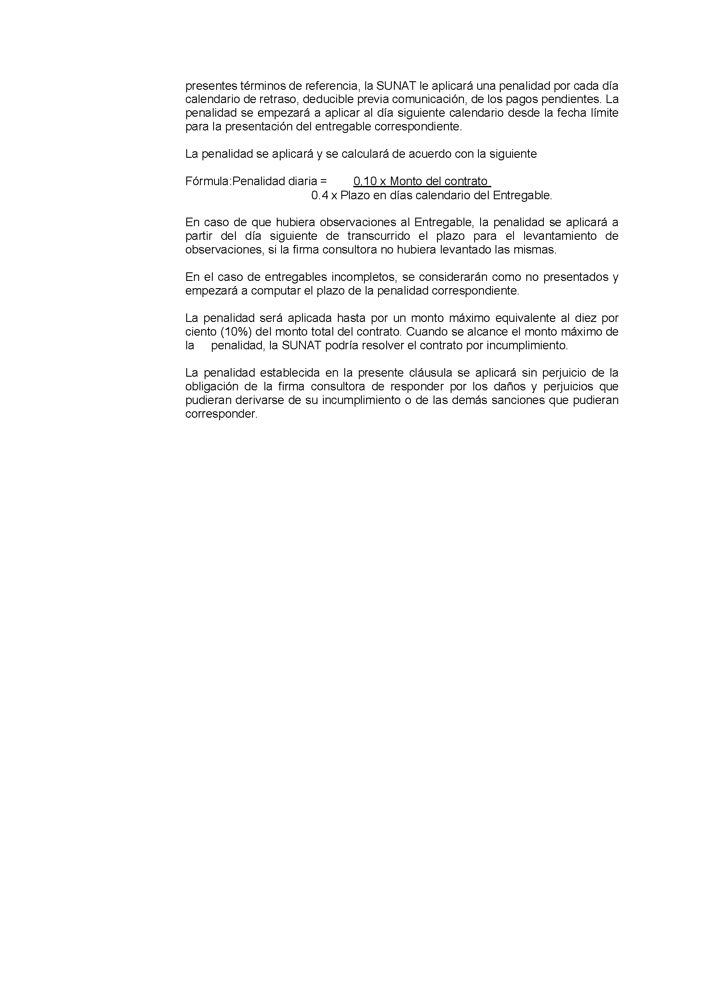 presentes términos de referencia, la SUNAT le aplicará una penalidad por cada día
calendario de retraso, deducible previa comunicación, de los pagos pendientes. La
penalidad se empezará a aplicar al día siguiente calendario desde la fecha límite
para la presentación del entregable correspondiente.
La penalidad se aplicará y se calculará de acuerdo con la siguiente
Fórmula:Penalidad diaria = 0,10 x Monto del contrato
0.4 x Plazo en días calendario del Entregable.
En caso de que hubiera observaciones al Entregable, la penalidad se aplicará a
partir del día siguiente de transcurrido el plazo para el levantamiento de
observaciones, si la firma consultora no hubiera levantado las mismas.
En el caso de entregables incompletos, se considerarán como no presentados y
empezará a computar el plazo de la penalidad correspondiente.
La penalidad será aplicada hasta por un monto máximo equivalente al diez por
ciento (10%) del monto total del contrato. Cuando se alcance el monto máximo de
la penalidad, la SUNAT podría resolver el contrato por incumplimiento.
La penalidad establecida en la presente cláusula se aplicará sin perjuicio de la
obligación de la firma consultora de responder por los daños y perjuicios que
pudieran derivarse de su incumplimiento o de las demás sanciones que pudieran
corresponder.